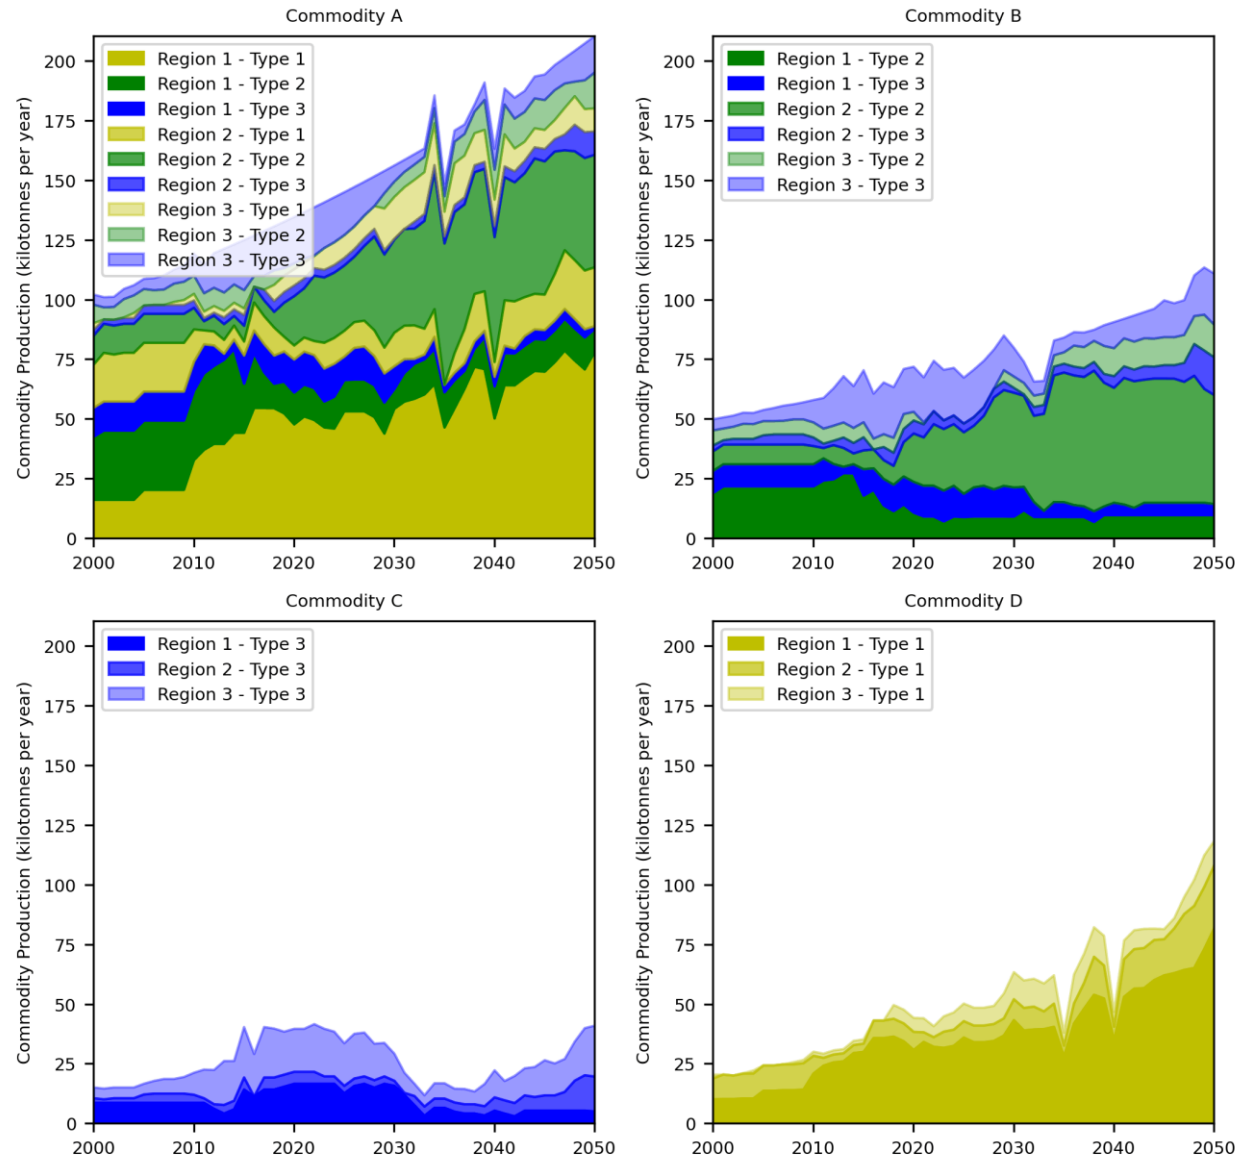 Commodity A
Commodity Production (kilotonnes per year)
200
175
150
125
100
75
50
25
0
2000
2010
2020
2030
2040
2050
Region 1 - Type 1
Region 1 - Type 2
Region 1 - Type 3
Region 2 - Type 1
Region 2 - Type 2
Region 2 - Type 3
Region 3 - Type 1
Region 3 - Type 2
Region 3 - Type 3
Commodity B
Commodity Production (kilotonnes per year)
200
175
150
125
100
75
50
25
0
2000
2010
2020
2030
2040
2050
Region 1 - Type 2
Region 1 - Type 3
Region 2 - Type 2
Region 2 - Type 3
Region 3 - Type 2
Region 3 - Type 3
Commodity C
Commodity Production (kilotonnes per year)
200
175
150
125
100
75
50
25
0
2000
2010
2020
2030
2040
2050
Region 1 - Type 3
Region 2 - Type 3
Region 3 - Type 3
Commodity D
Commodity Production (kilotonnes per year)
200
175
150
125
100
75
50
25
0
2000
2010
2020
2030
2040
2050
Region 1 - Type 1
Region 2 - Type 1
Region 3 - Type 1